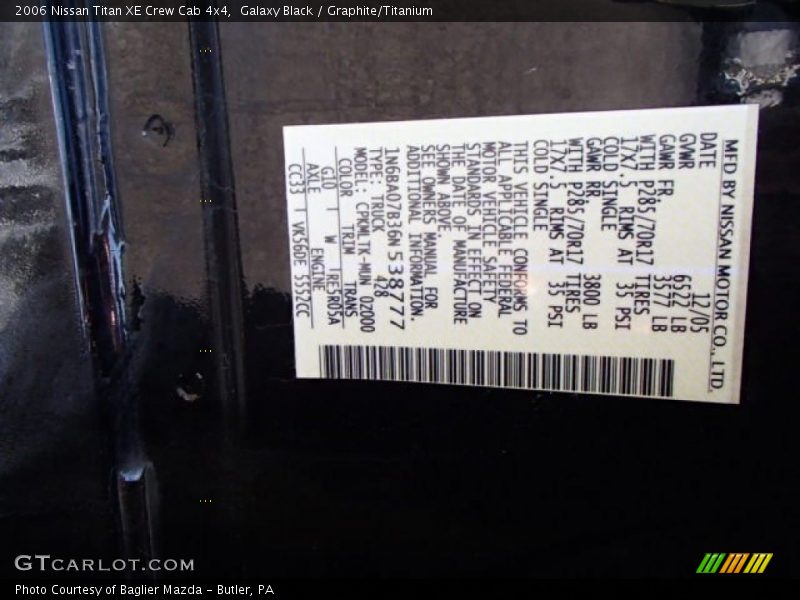 2006 Nissan Titan XE Crew Cab 4x4, Galaxy Black / Graphite/Titanium
MFD BY NISSAN MOTOR CO., LTD.
DATE 12/05
GVWR 6522 LB
GAWR FR. 3577 LB
WITH P285/70R17 TIRES
17X7.5 RIMS AT 35 PSI
COLD SINGLE
GAWR RR. 3800 LB
WITH P285/70R17 TIRES
17X7.5 RIMS AT 35 PSI
COLD SINGLE
THIS VEHICLE CONFORMS TO
ALL APPLICABLE FEDERAL
MOTOR VEHICLE SAFETY
STANDARDS IN EFFECT ON
THE DATE OF MANUFACTURE
SHOWN ABOVE.
SEE OWNERS MANUAL FOR
ADDITIONAL INFORMATION.
1N6BA07B36N538777
TYPE: TRUCK 428
MODEL: 02000
COLOR TRIM TRANS
G10 W RE5R05A
AXLE ENGINE
CC33 VK56DE 5552CC
GTCARLOT.COM
Photo Courtesy of Baglier Mazda - Butler, PA